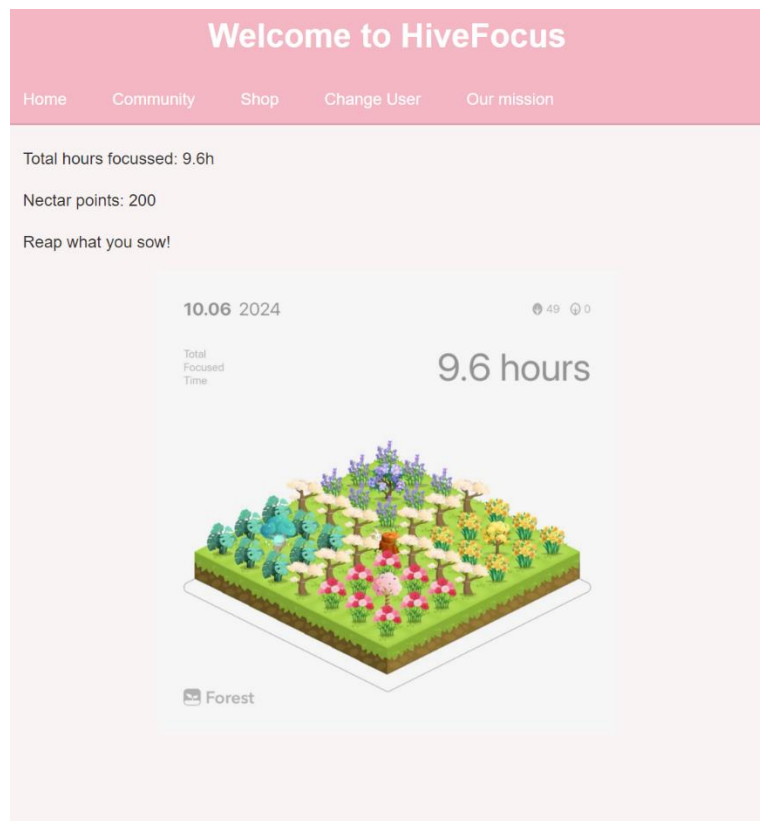 Welcome to HiveFocus
Home Community Shop Change User Our mission
Total hours focussed: 9.6h
Nectar points: 200
Reap what you sow!
10.06 2024 49 0
Total
Focused
Time
9.6 hours
Forest